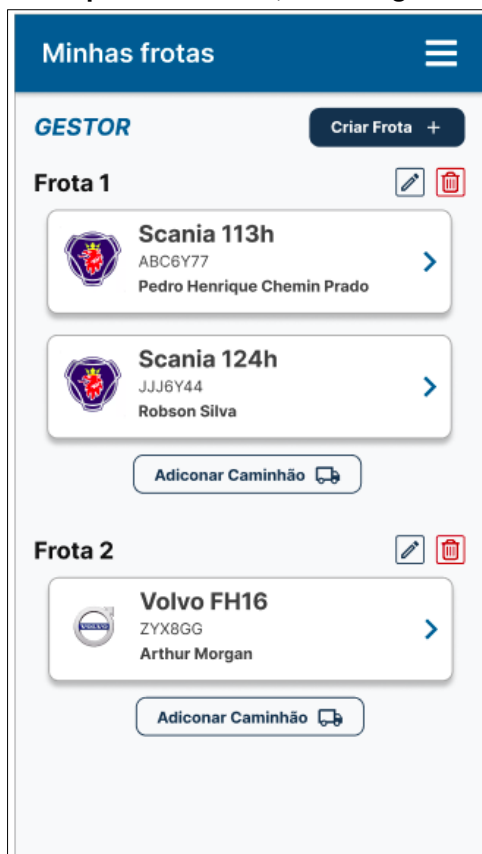 Minhas frotas
GESTOR
Criar Frota +
Frota 1
Scania 113h
ABC6Y77
Pedro Henrique Chemin Prado
Scania 124h
JJJ6Y44
Robson Silva
Adiconar Caminhão
Frota 2
Volvo FH16
VOLVO
ZYX8GG
Arthur Morgan
Adiconar Caminhão